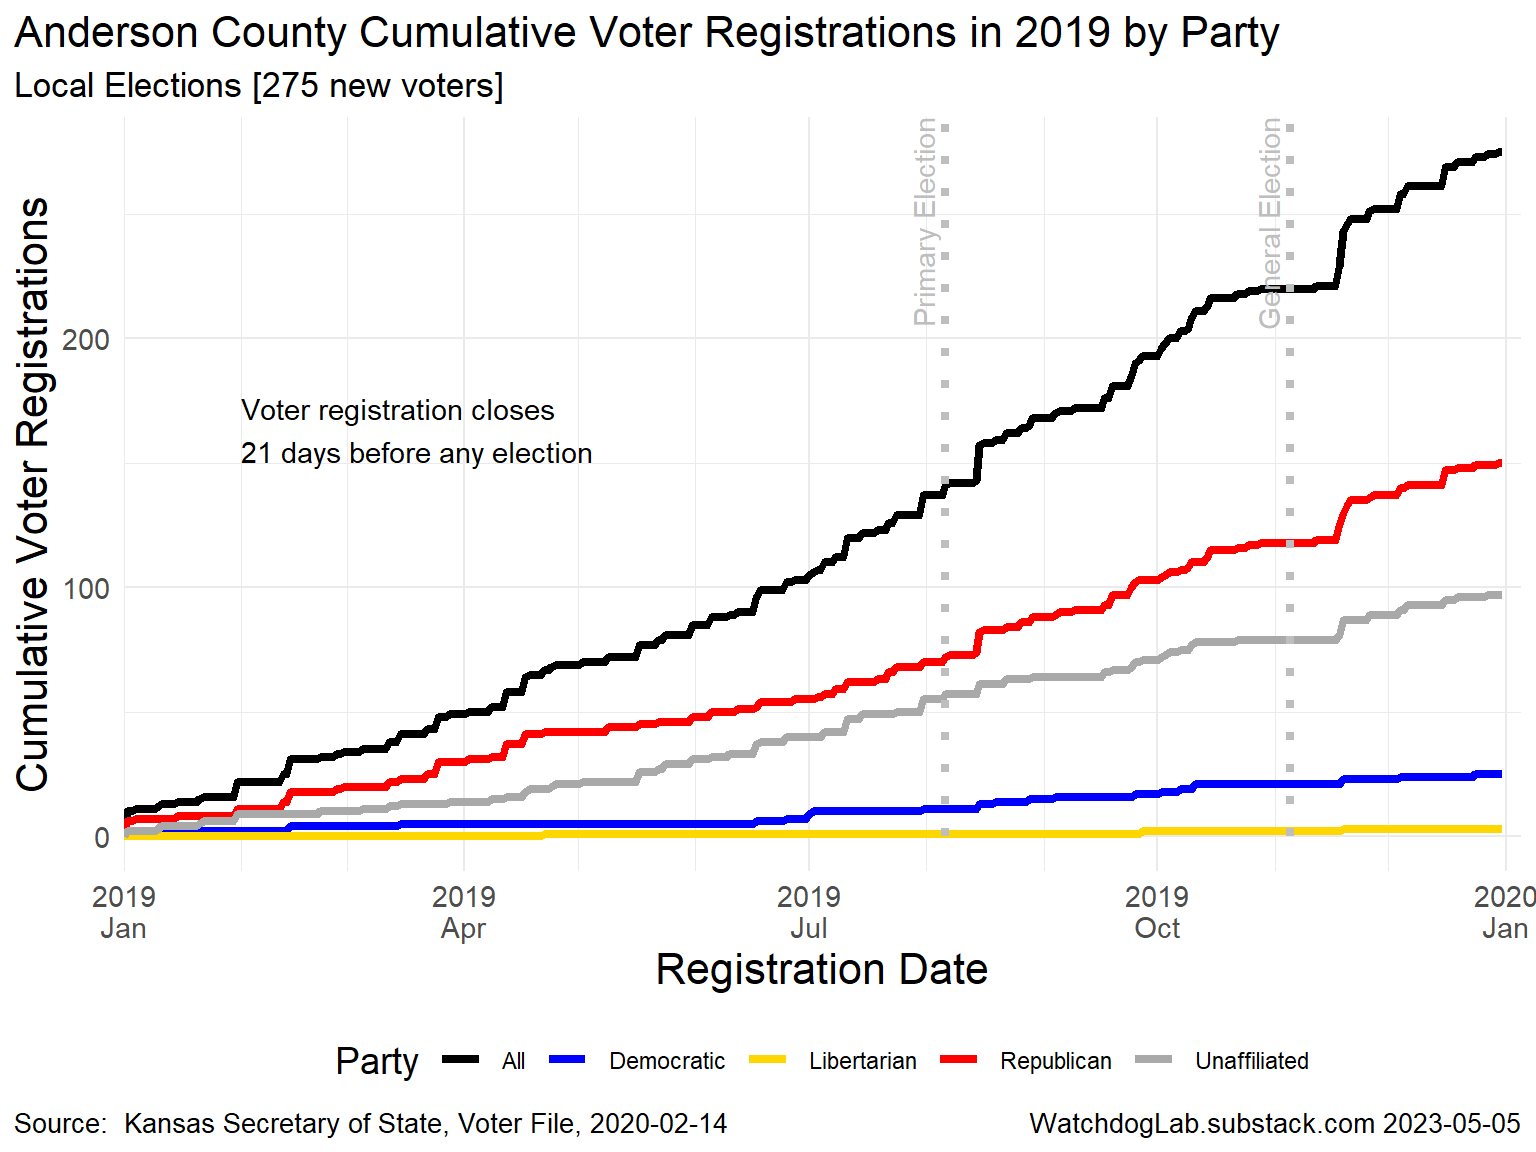 Anderson County Cumulative Voter Registrations in 2019 by Party
Local Elections [275 new voters]
Cumulative Voter Registrations
200
100
0
Primary Election
General Election
Voter registration closes
21 days before any election
2019 2019 2019 2019 2020
Jan Apr Jul Oct Jan
Registration Date
Party All Democratic Libertarian Republican Unaffiliated
Source:  Kansas Secretary of State, Voter File, 2020-02-14
WatchdogLab.substack.com 2023-05-05